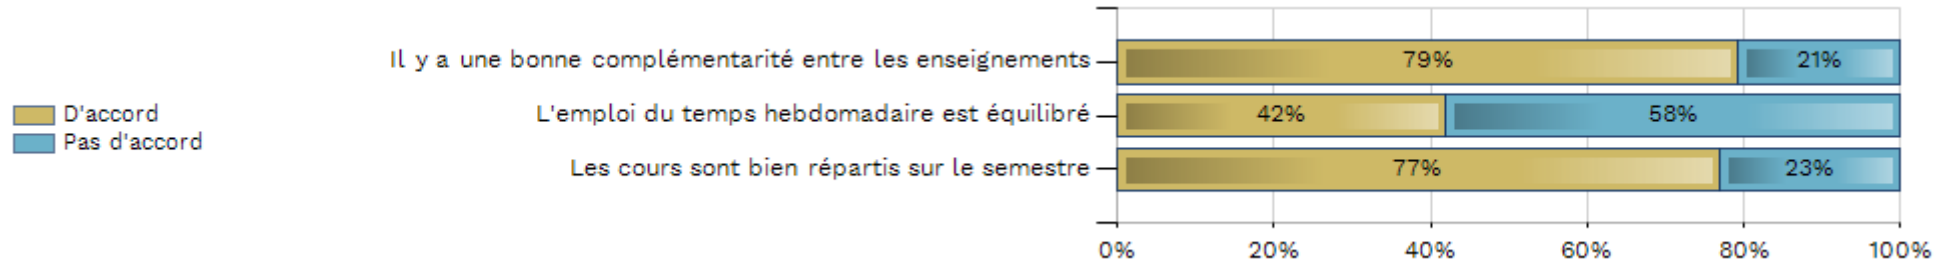 D'accord
Pas d'accord
Il y a une bonne complémentarité entre les enseignements
79%
21%
L'emploi du temps hebdomadaire est équilibré
42%
58%
Les cours sont bien répartis sur le semestre
77%
23%
0% 20% 40% 60% 80% 100%